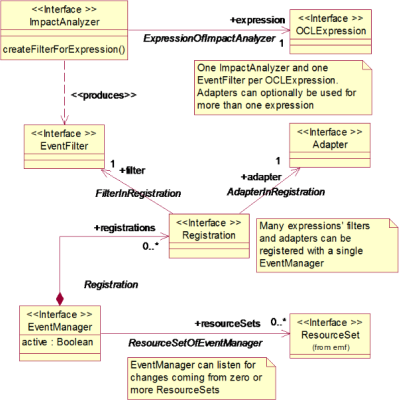 <<Interface >>
ImpactAnalyzer
createFilterForExpression()
+expression
ExpressionOfImpactAnalyzer
1
<<Interface >>
OCLExpression
One ImpactAnalyzer and one
EventFilter per OCLExpression.
Adapters can optionally be used for
more than one expression
<<produces>>
<<Interface >>
EventFilter
1
+filter
FilterInRegistration
<<Interface >>
Adapter
1
+adapter
AdapterInRegistration
+registrations
0..*
<<Interface >>
Registration
Many expressions' filters
and adapters can be
registered with a single
EventManager
Registration
<<Interface >>
EventManager
active : Boolean
+resourceSets
0..*
ResourceSetOfEventManager
<<Interface >>
ResourceSet
(from emf)
EventManager can listen for
changes coming from zero or
more ResourceSets